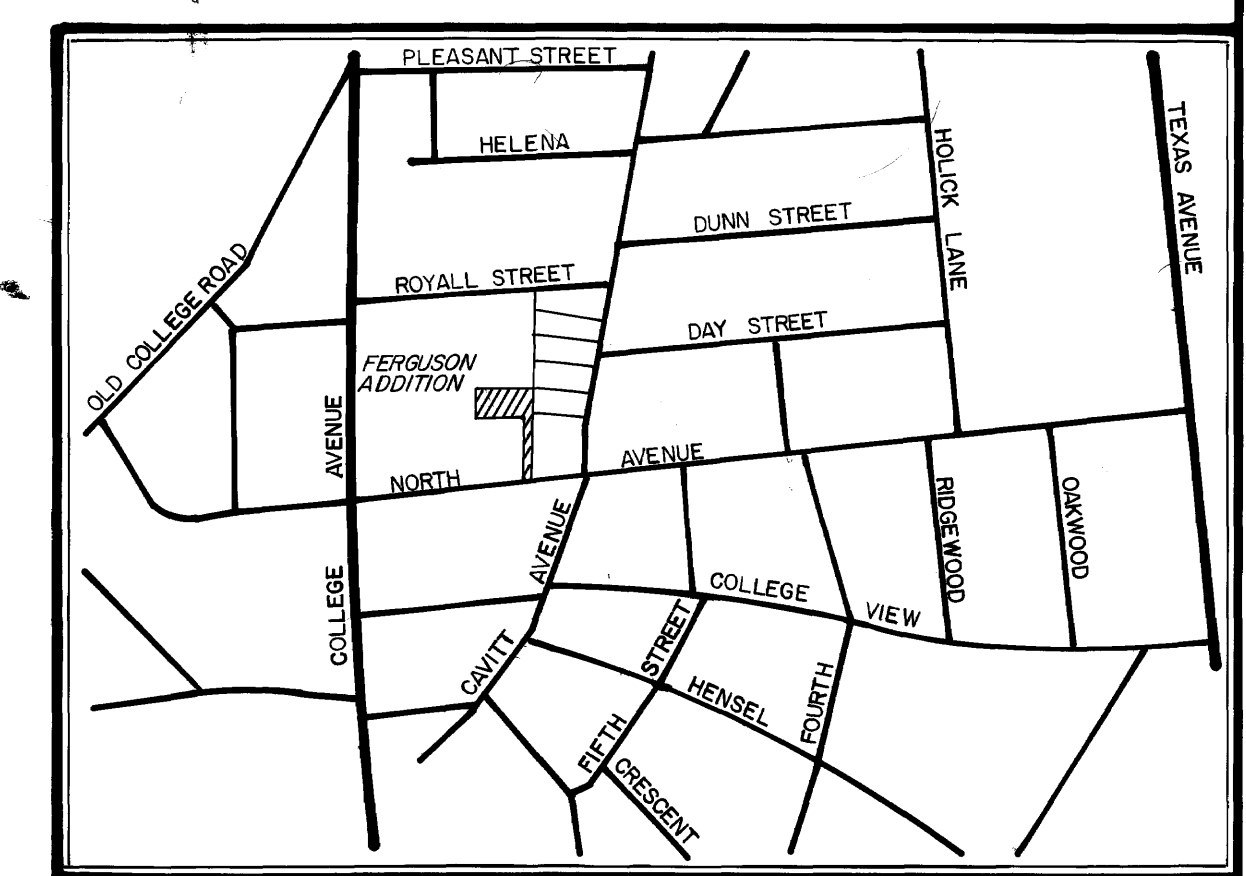 PLEASANT STREET
HELENA
HOLICK LANE
TEXAS AVENUE
DUNN STREET
OLD COLLEGE ROAD
ROYALL STREET
DAY STREET
FERGUSON
ADDITION
COLLEGE AVENUE
NORTH AVENUE
RIDGEWOOD
OAKWOOD
CAVITT AVENUE
COLLEGE VIEW
FIFTH STREET
HENSEL
FOURTH
CRESCENT